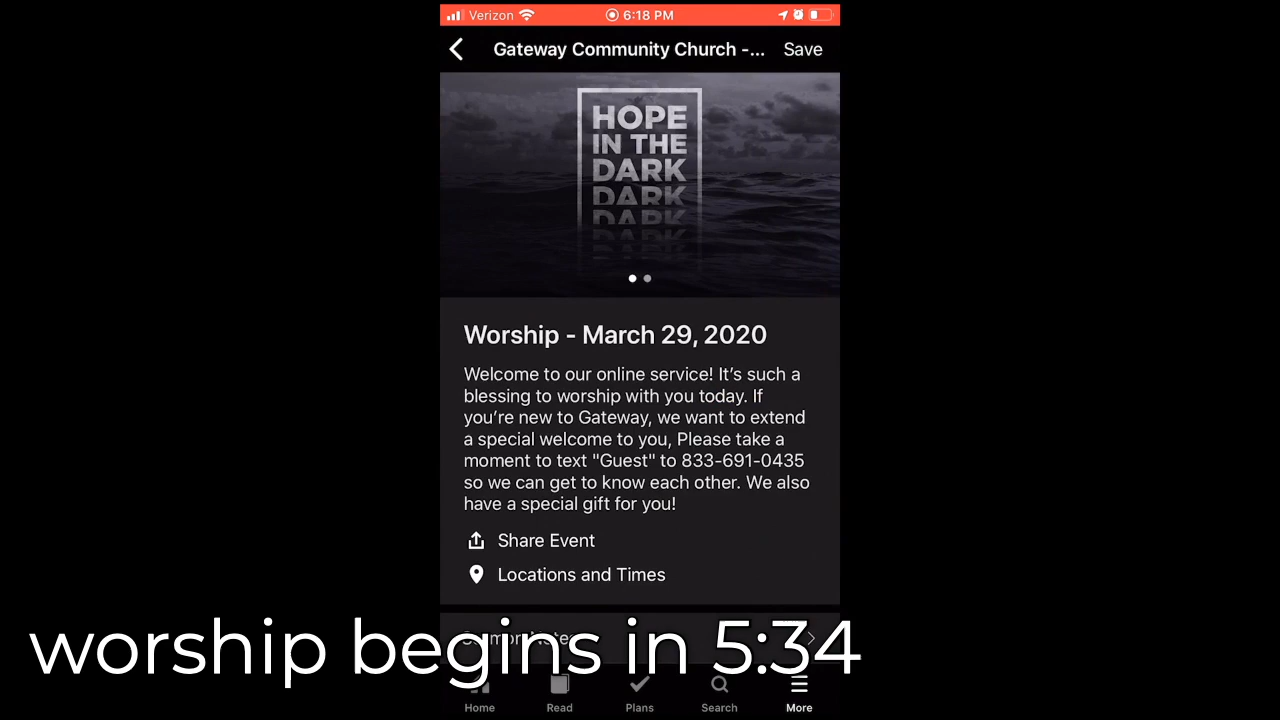 Verizon 6:18 PM
Gateway Community Church -... Save
HOPE
IN THE
DARK
DARK
DARK
DARK
Worship - March 29, 2020
Welcome to our online service! It's such a
blessing to worship with you today. If
you're new to Gateway, we want to extend
a special welcome to you, Please take a
moment to text "Guest" to 833-691-0435
so we can get to know each other. We also
have a special gift for you!
Share Event
Locations and Times
worship begins in 5:34
Home Read Plans Search More